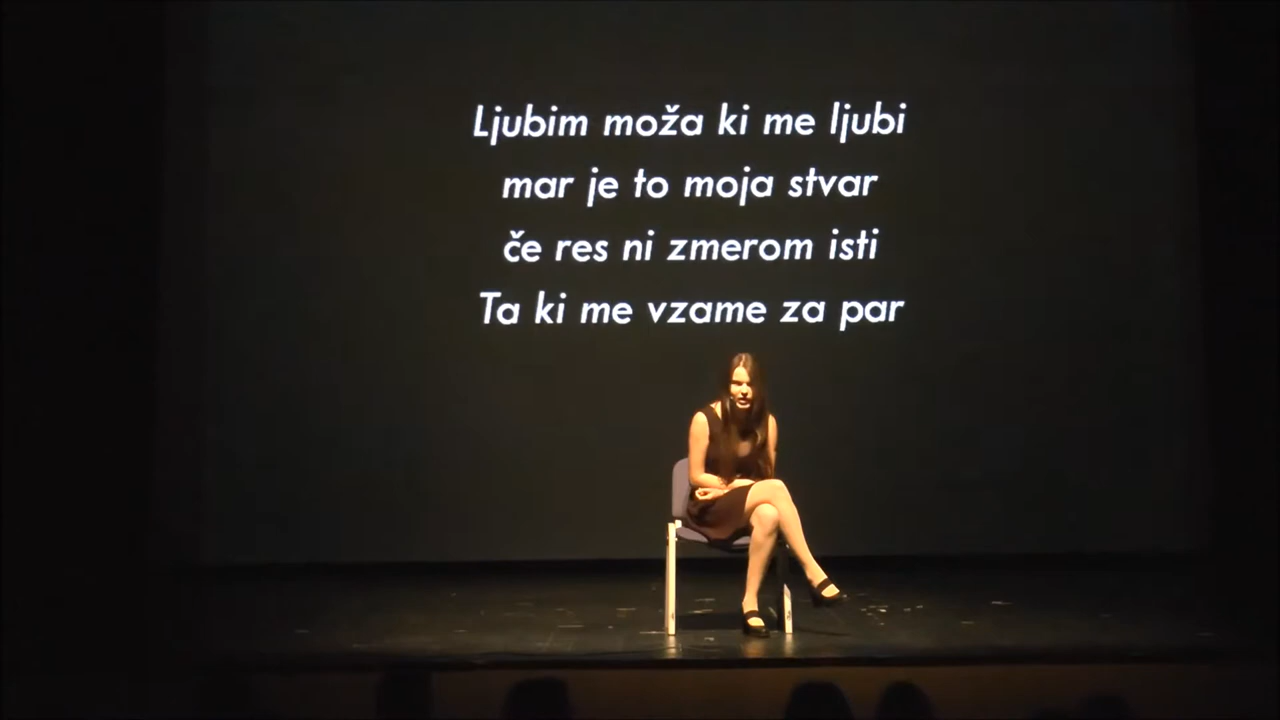 Ljubim moža ki me ljubi
mar je to moja stvar
če res ni zmerom isti
Ta ki me vzame za par